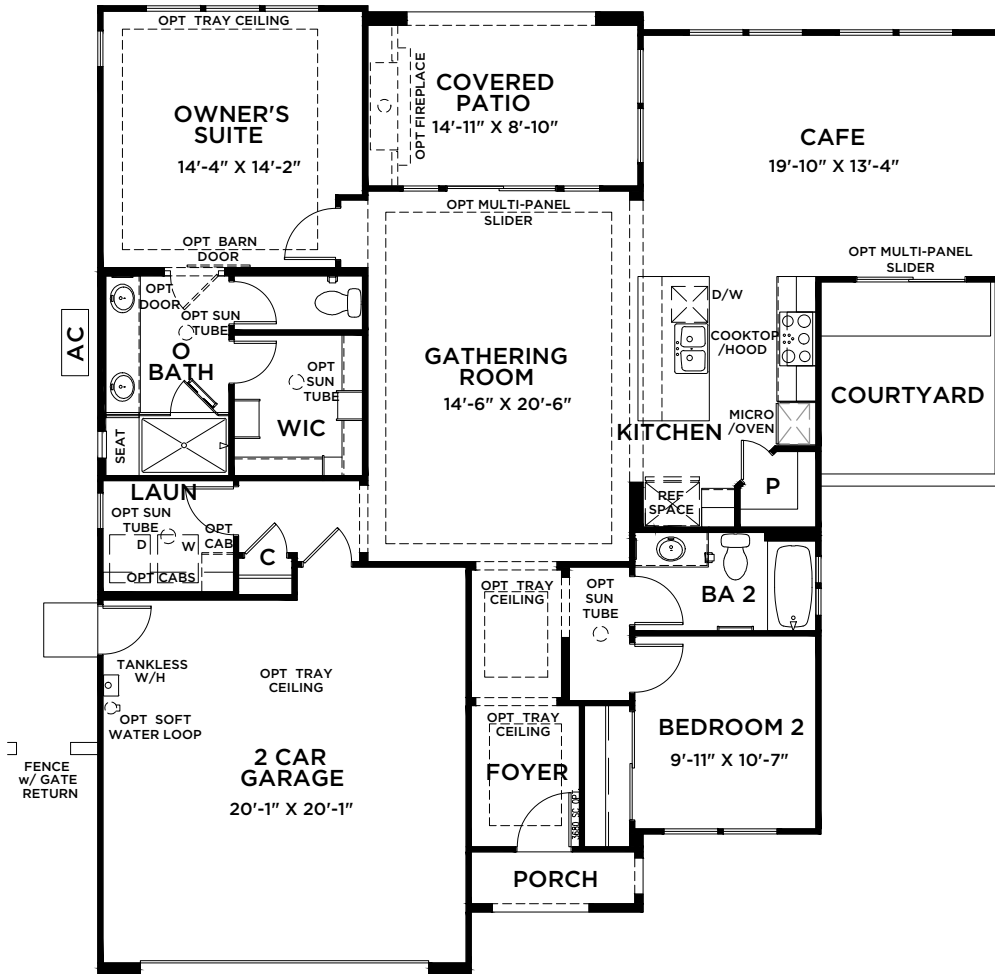 OPT TRAY CEILING
OWNER'S
SUITE
14'-4" X 14'-2"
OPT BARN
DOOR
OPT FIREPLACE
COVERED
PATIO
14'-11" X 8'-10"
CAFE
19'-10" X 13'-4"
OPT MULTI-PANEL
SLIDER
OPT MULTI-PANEL
SLIDER
AC
OPT
DOOR
OPT SUN
TUBE
O
BATH
OPT
SUN
TUBE
WIC
SEAT
GATHERING
ROOM
14'-6" X 20'-6"
D/W
COOKTOP
/HOOD
MICRO
/OVEN
KITCHEN
COURTYARD
P
REF
SPACE
LAUN
OPT SUN
TUBE
D
W
OPT
CAB
OPT CABS
C
OPT TRAY
CEILING
OPT
SUN
TUBE
BA 2
TANKLESS
W/H
OPT SOFT
WATER LOOP
OPT TRAY
CEILING
FENCE
w/ GATE
RETURN
2 CAR
GARAGE
20'-1" X 20'-1"
OPT TRAY
CEILING
FOYER
3680 SC OPT.
BEDROOM 2
9'-11" X 10'-7"
PORCH